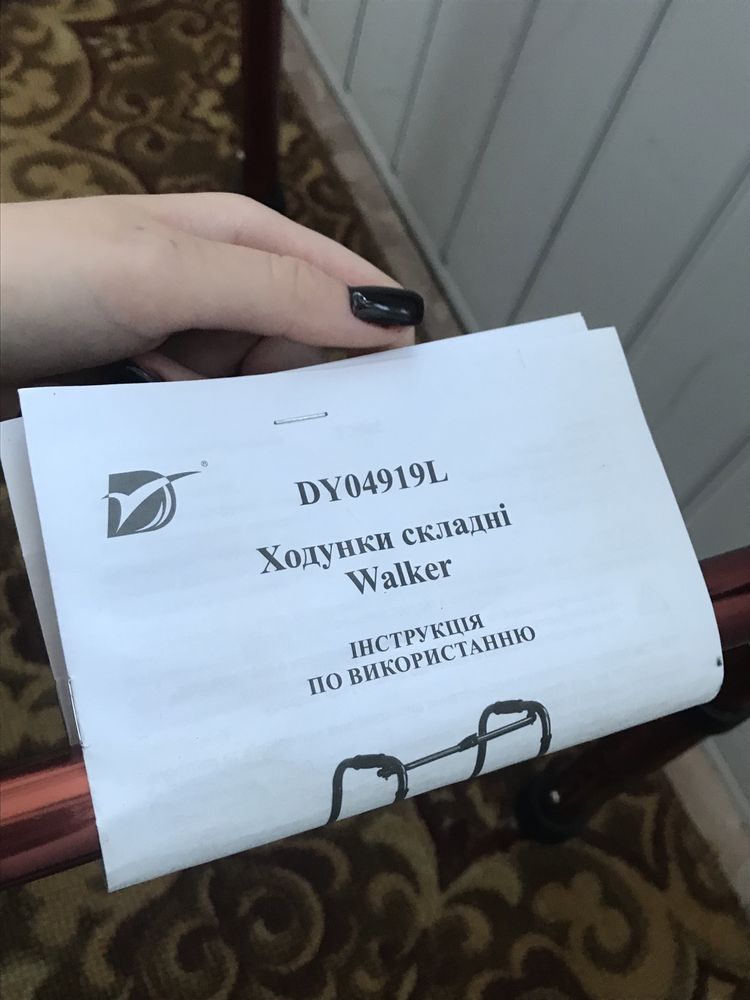 DY04919L
Ходунки складні
Walker
ІНСТРУКЦІЯ
ПО ВИКОРИСТАННЮ